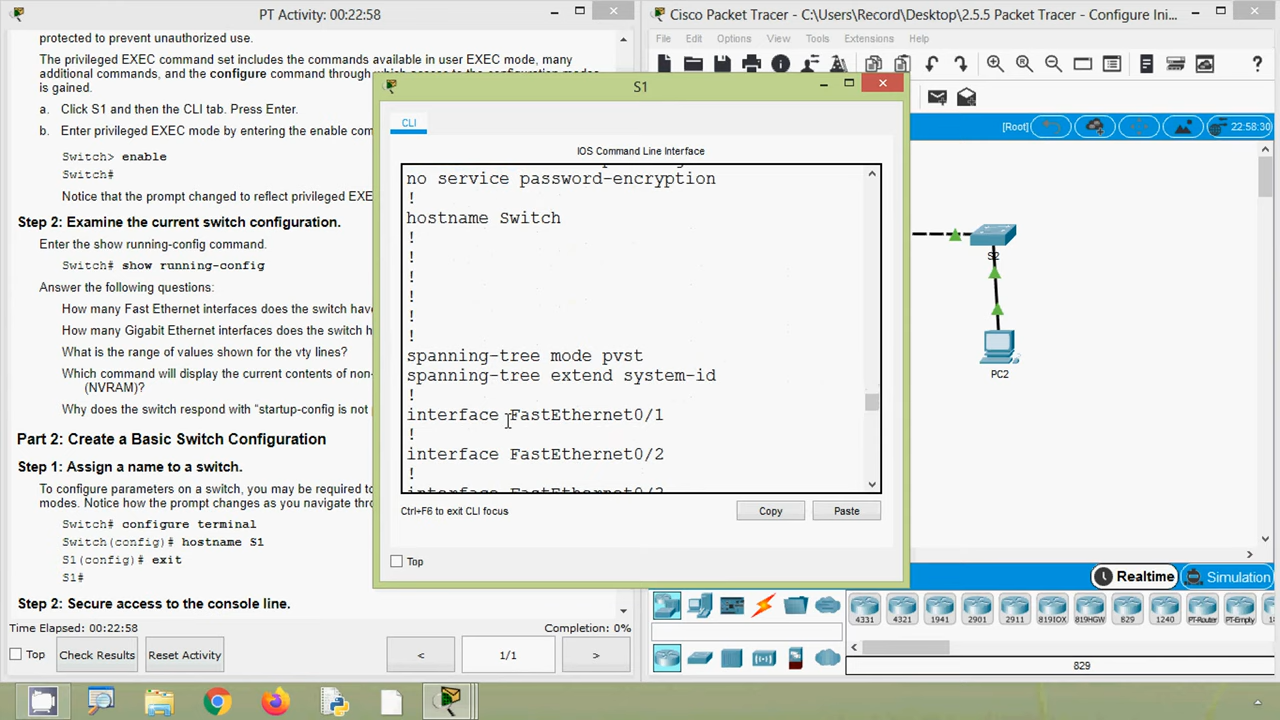 PT Activity: 00:22:58
protected to prevent unauthorized use.
The privileged EXEC command set includes the commands available in user EXEC mode, many
additional commands, and the configure command through which access to the configuration modes
is gained.
a. Click S1 and then the CLI tab. Press Enter.
b. Enter privileged EXEC mode by entering the enable com
Switch> enable
Switch#
Notice that the prompt changed to reflect privileged EXE
Step 2: Examine the current switch configuration.
Enter the show running-config command.
Switch# show running-config
Answer the following questions:
How many Fast Ethernet interfaces does the switch have
How many Gigabit Ethernet interfaces does the switch h
What is the range of values shown for the vty lines?
Which command will display the current contents of non-
(NVRAM)?
Why does the switch respond with “startup-config is not p
Part 2: Create a Basic Switch Configuration
Step 1: Assign a name to a switch.
To configure parameters on a switch, you may be required to
modes. Notice how the prompt changes as you navigate thro
Switch# configure terminal
Switch(config)# hostname S1
S1(config)# exit
S1#
Step 2: Secure access to the console line.
Time Elapsed: 00:22:58
Completion: 0%
Top
Check Results
Reset Activity
<
1/1
>
S1
CLI
IOS Command Line Interface
no service password-encryption
!
hostname Switch
!
!
!
!
!
!
spanning-tree mode pvst
spanning-tree extend system-id
!
interface FastEthernet0/1
!
interface FastEthernet0/2
!
interface FastEthernet0/3
Ctrl+F6 to exit CLI focus
Copy
Paste
Top
Cisco Packet Tracer - C:\Users\Record\Desktop\2.5.5 Packet Tracer - Configure Ini...
File Edit Options View Tools Extensions Help
[Root]
22:58:30
S2
PC2
Realtime
Simulation
4331 4321 1941 2901 2911 819IOX 819HGW 829 1240 PT-Router PT-Empty
829